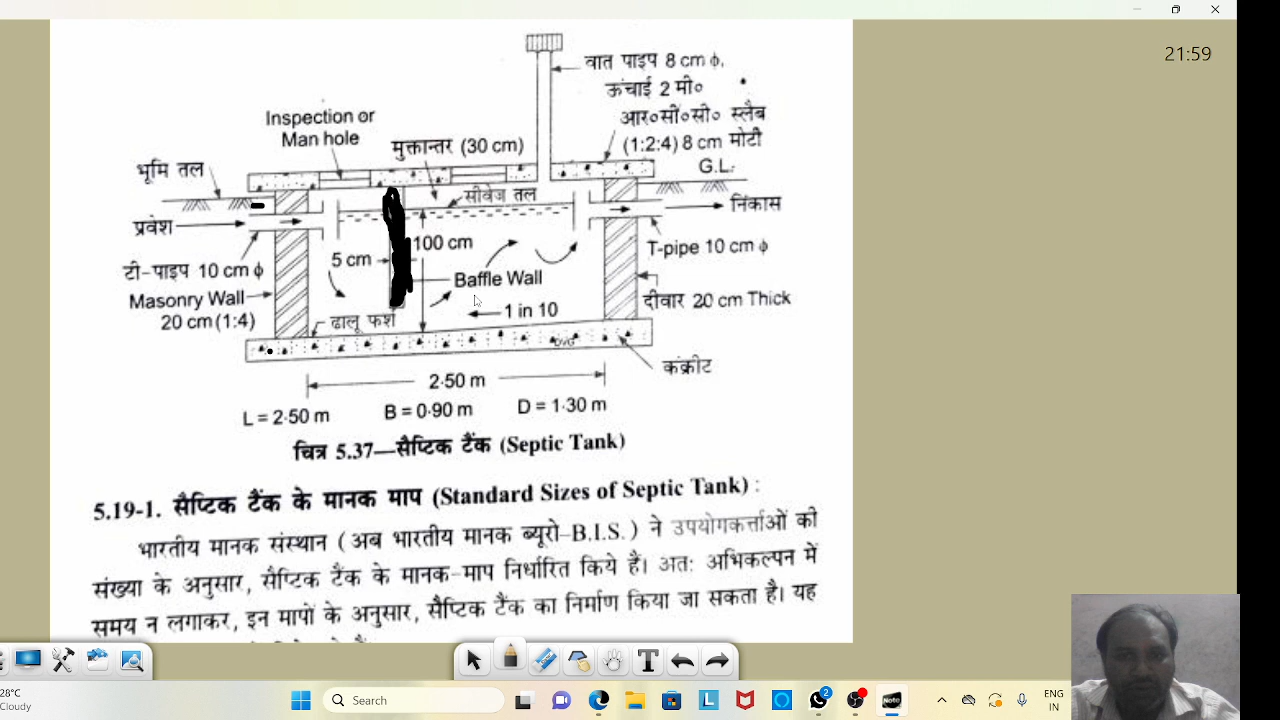 21:59
वात पाइप 8 cm ϕ,
ऊंचाई 2 मी०
Inspection or
Man hole
आर०सी०सी० स्लैब
(1:2:4) 8 cm मोटी
मुक्तान्तर (30 cm)
G.L.
भूमि तल
सीवेज तल
निकास
प्रवेश
100 cm
T-pipe 10 cm ϕ
5 cm
टी-पाइप 10 cm ϕ
Baffle Wall
Masonry Wall
20 cm (1:4)
दीवार 20 cm Thick
1 in 10
ढालू फर्श
कंक्रीट
2·50 m
L = 2·50 m B = 0·90 m D = 1·30 m
चित्र 5.37—सैप्टिक टैंक (Septic Tank)
5.19-1. सैप्टिक टैंक के मानक माप (Standard Sizes of Septic Tank) :
भारतीय मानक संस्थान (अब भारतीय मानक ब्यूरो–B.I.S.) ने उपयोगकर्त्ताओं की
संख्या के अनुसार, सैप्टिक टैंक के मानक-माप निर्धारित किये हैं। अतः अभिकल्पन में
समय न लगाकर, इन मापों के अनुसार, सैप्टिक टैंक का निर्माण किया जा सकता है। यह
T
28°C
Cloudy
Search
2
Note
ENG
IN